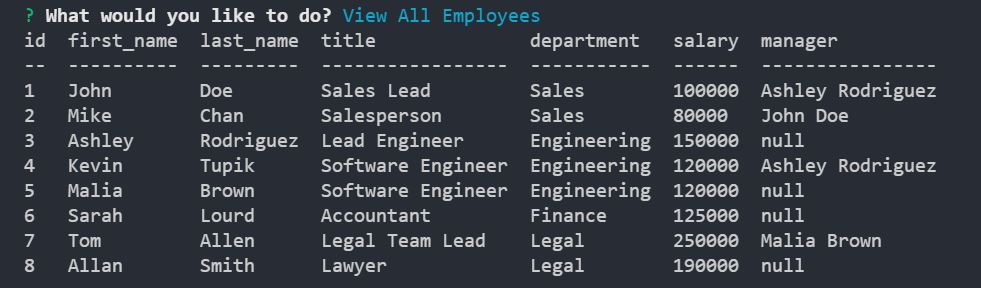 ? What would you like to do? View All Employees
id  first_name  last_name  title              department   salary  manager
--  ----------  ---------  -----------------  -----------  ------  ----------------
1   John        Doe        Sales Lead         Sales        100000  Ashley Rodriguez
2   Mike        Chan       Salesperson        Sales        80000   John Doe
3   Ashley      Rodriguez  Lead Engineer      Engineering  150000  null
4   Kevin       Tupik      Software Engineer  Engineering  120000  Ashley Rodriguez
5   Malia       Brown      Software Engineer  Engineering  120000  null
6   Sarah       Lourd      Accountant         Finance      125000  null
7   Tom         Allen      Legal Team Lead    Legal        250000  Malia Brown
8   Allan       Smith      Lawyer             Legal        190000  null